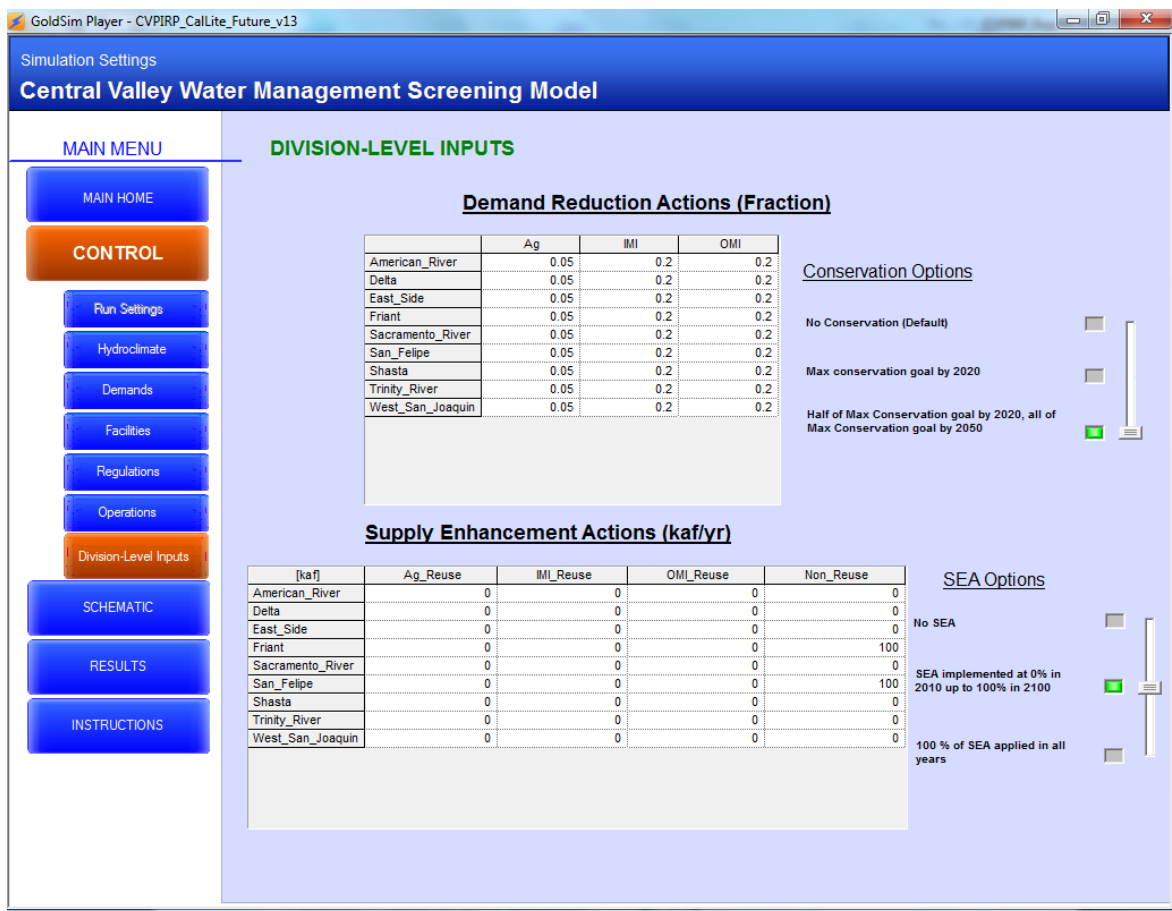 GoldSim Player - CVPIRP_CalLite_Future_v13
Simulation Settings
Central Valley Water Management Screening Model
MAIN MENU
MAIN HOME
CONTROL
Run Settings
Hydroclimate
Demands
Facilities
Regulations
Operations
Division-Level Inputs
SCHEMATIC
RESULTS
INSTRUCTIONS
DIVISION-LEVEL INPUTS
Demand Reduction Actions (Fraction)
Ag IMI OMI
American_River 0.05 0.2 0.2
Delta 0.05 0.2 0.2
East_Side 0.05 0.2 0.2
Friant 0.05 0.2 0.2
Sacramento_River 0.05 0.2 0.2
San_Felipe 0.05 0.2 0.2
Shasta 0.05 0.2 0.2
Trinity_River 0.05 0.2 0.2
West_San_Joaquin 0.05 0.2 0.2
Conservation Options
No Conservation (Default)
Max conservation goal by 2020
Half of Max Conservation goal by 2020, all of
Max Conservation goal by 2050
Supply Enhancement Actions (kaf/yr)
[kaf] Ag_Reuse IMI_Reuse OMI_Reuse Non_Reuse
American_River 0 0 0 0
Delta 0 0 0 0
East_Side 0 0 0 0
Friant 0 0 0 100
Sacramento_River 0 0 0 0
San_Felipe 0 0 0 100
Shasta 0 0 0 0
Trinity_River 0 0 0 0
West_San_Joaquin 0 0 0 0
SEA Options
No SEA
SEA implemented at 0% in
2010 up to 100% in 2100
100 % of SEA applied in all
years